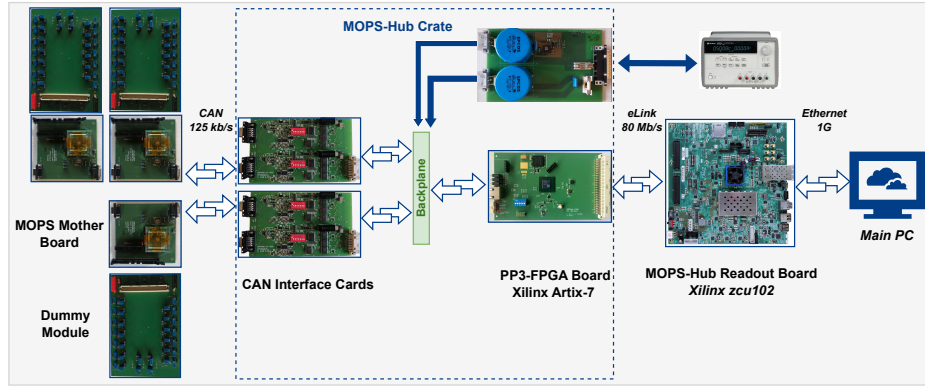 MOPS-Hub Crate
CAN
125 kb/s
eLink
80 Mb/s
Ethernet
1G
Backplane
MOPS Mother
Board
Main PC
CAN Interface Cards
PP3-FPGA Board
Xilinx Artix-7
MOPS-Hub Readout Board
Xilinx zcu102
Dummy
Module